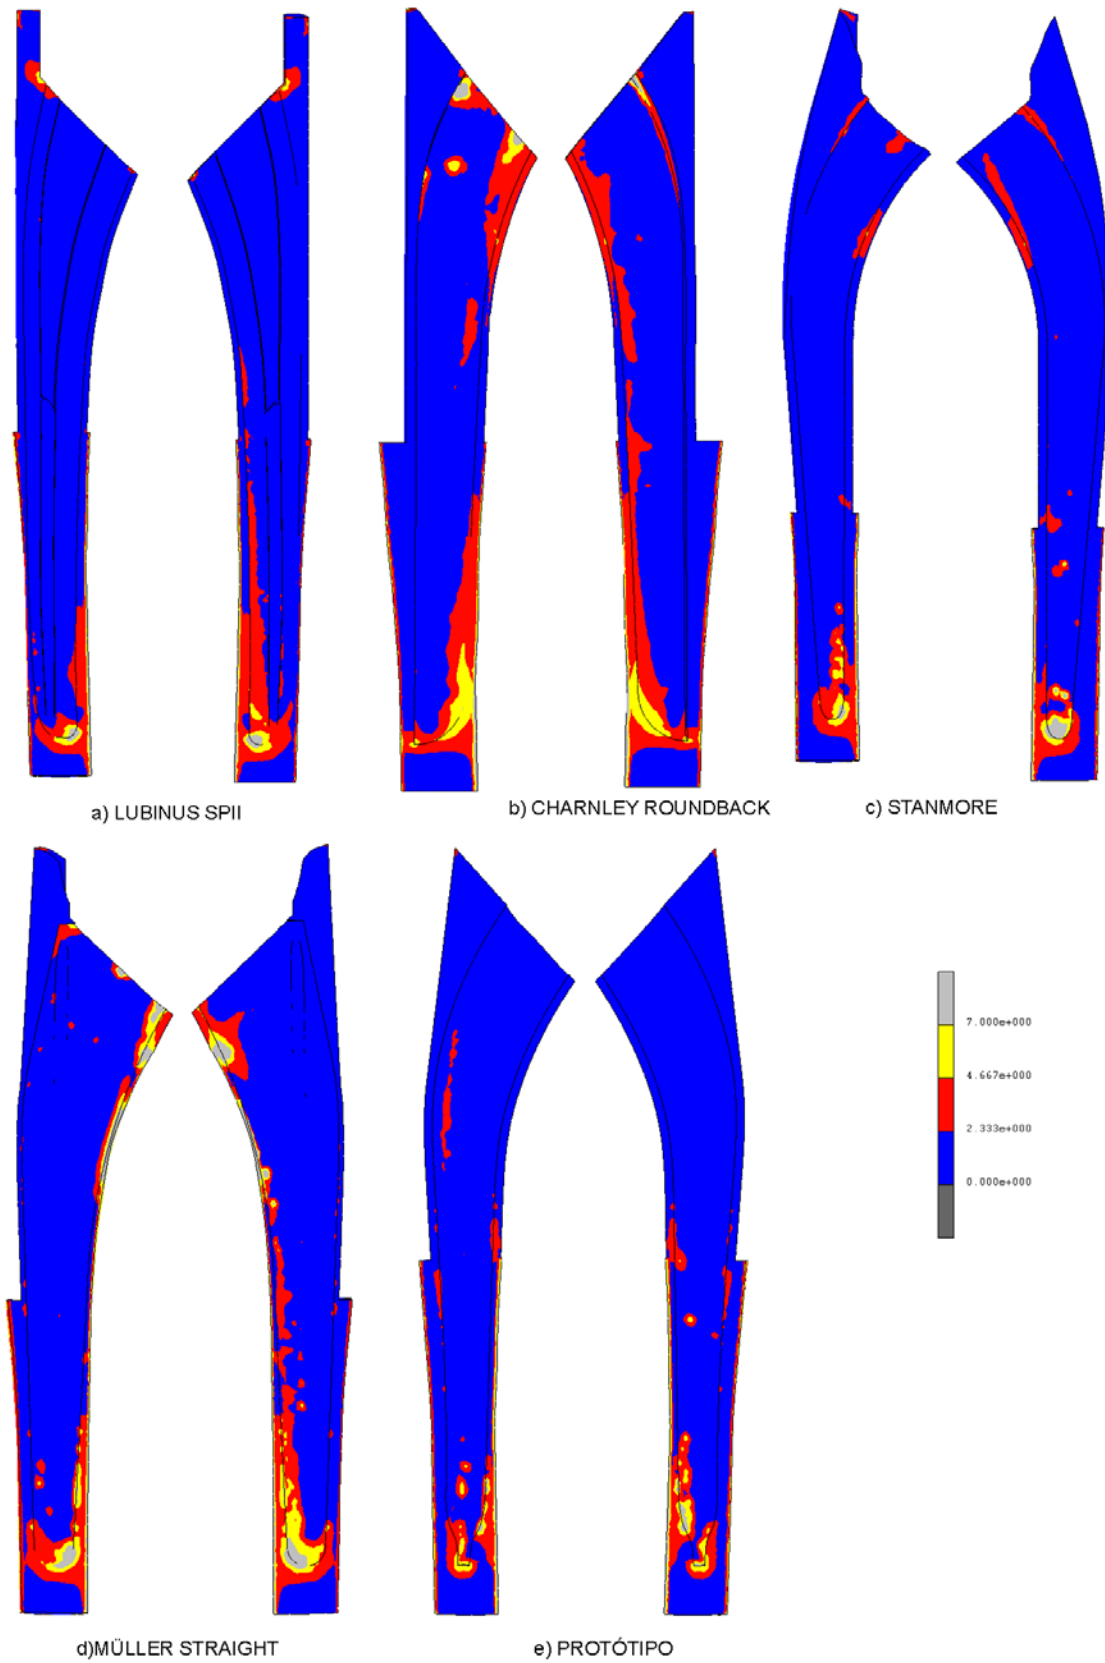 a) LUBINUS SPII
b) CHARNLEY ROUNDBACK
c) STANMORE
7.000e+000
4.667e+000
2.333e+000
0.000e+000
d)MÜLLER STRAIGHT
e) PROTÓTIPO